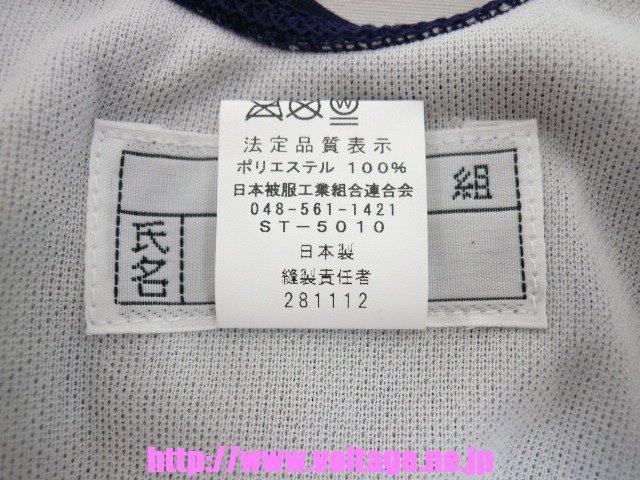 法定品質表示
ポリエステル 100%
日本被服工業組合連合会
048-561-1421
ST-5010
日本製
縫製責任者
281112
組
氏名
http://www.voltage.ne.jp